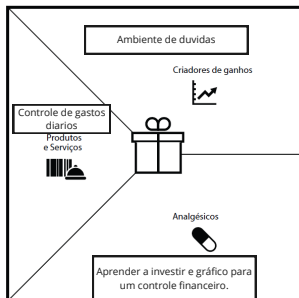 Ambiente de duvidas
Criadores de ganhos
Controle de gastos
diarios
Produtos
e Serviços
Analgésicos
Aprender a investir e gráfico para
um controle financeiro.